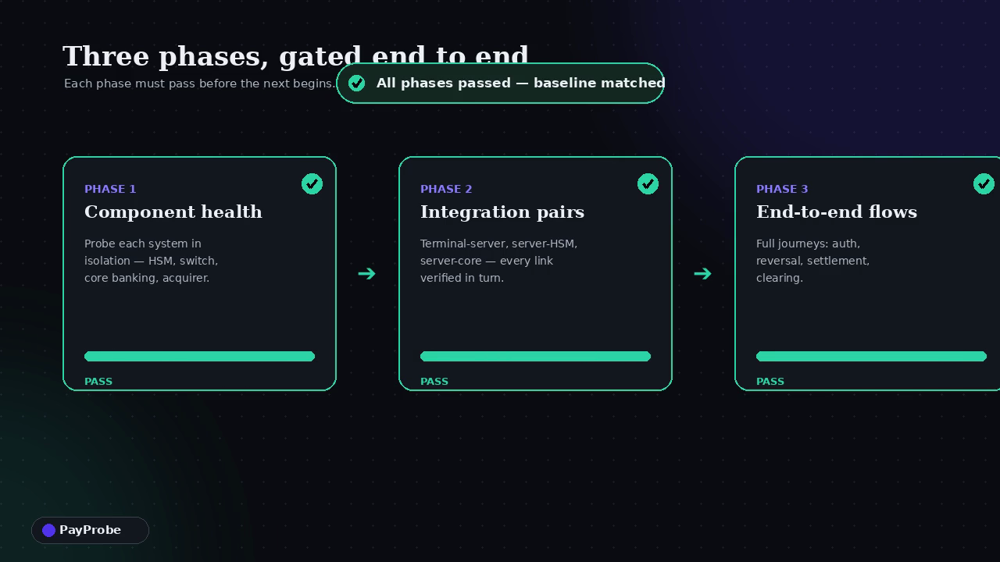 Three phases, gated end to end
Each phase must pass before the next begins.
All phases passed — baseline matched
PHASE 1
Component health
Probe each system in
isolation — HSM, switch,
core banking, acquirer.
PASS
➔
PHASE 2
Integration pairs
Terminal-server, server-HSM,
server-core — every link
verified in turn.
PASS
➔
PHASE 3
End-to-end flows
Full journeys: auth,
reversal, settlement,
clearing.
PASS
PayProbe